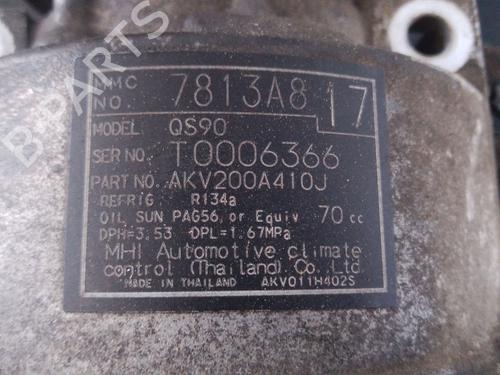 MMC NO. 7813A8 17
MODEL QS90
SER NO. T0006366
PART NO. AKV200A410J
REFRIG R134a
OIL SUN PAG56, or Equiv 70 cc
DPH=3.53 DPL=1.67MPa
MHI Automotive climate
control (Thailand) Co. Ltd.
MADE IN THAILAND AKV011H402S
B-PARTS